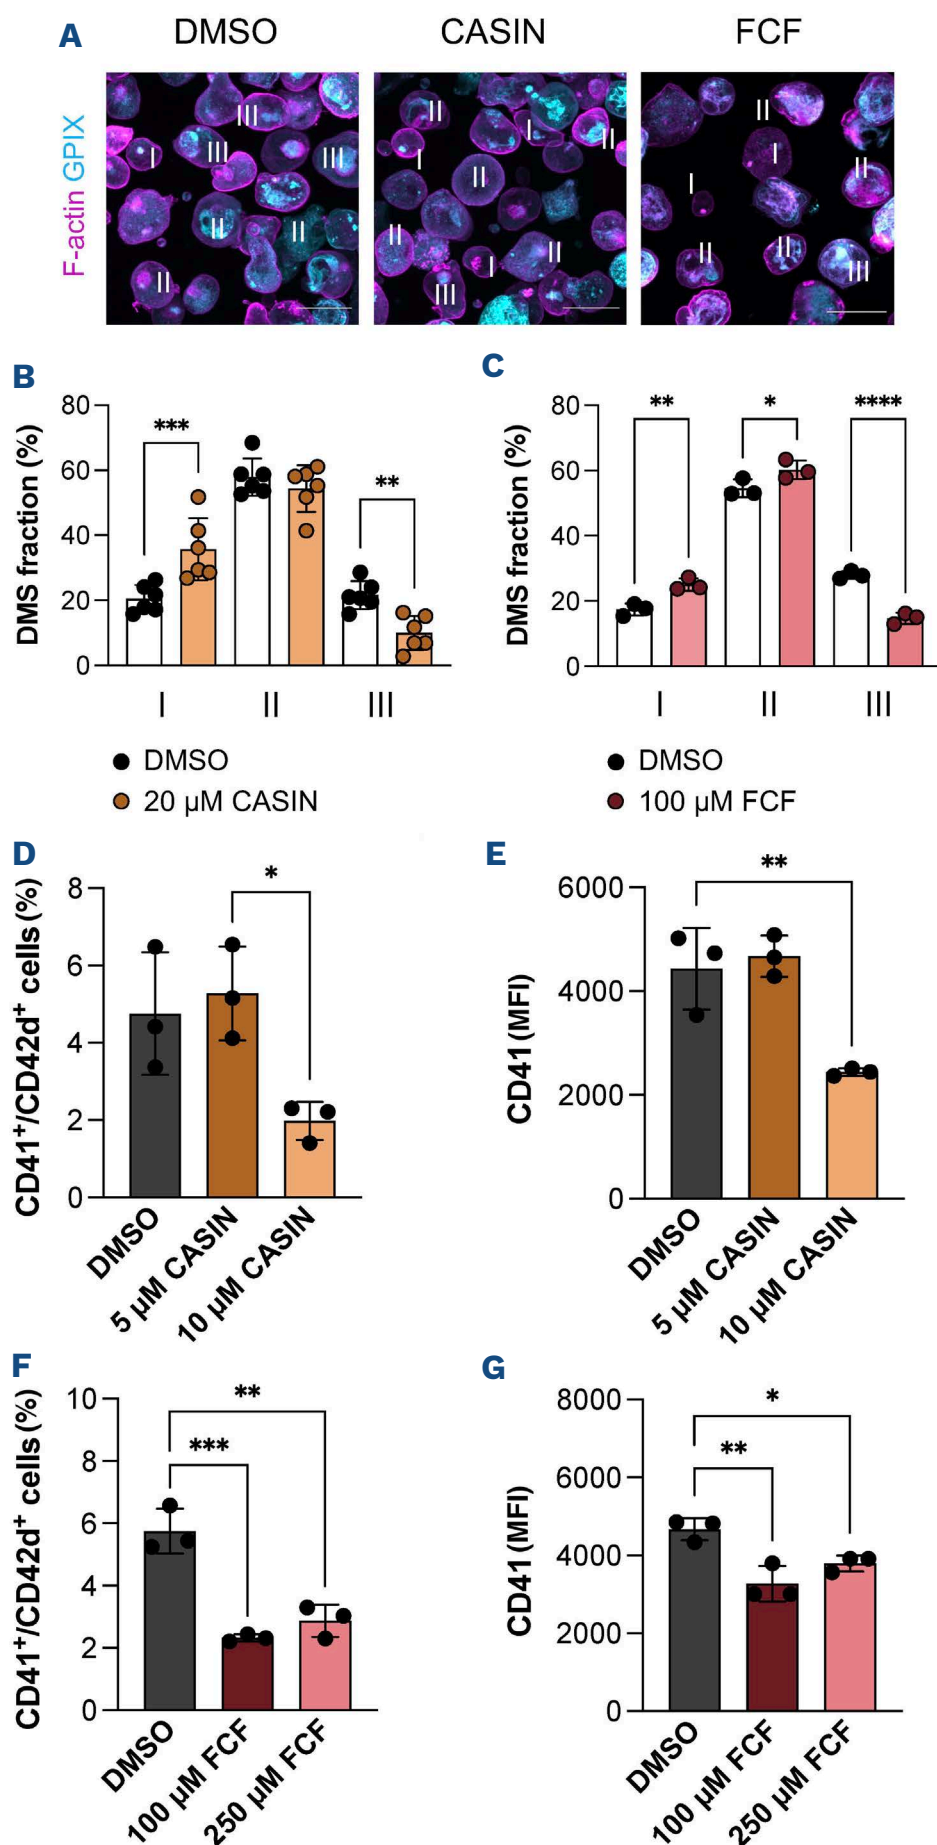 A
DMSO CASIN FCF
F-actin GPIX
III I III III II II II
II I II II I II II III
II II I I II II III
B
DMS fraction (%)
80
60
40
20
0
*** **
I II III
DMSO
20 μM CASIN
C
DMS fraction (%)
80
60
40
20
0
** * ****
I II III
DMSO
100 μM FCF
D
CD41+/CD42d+ cells (%)
8
6
4
2
0
*
DMSO
5 μM CASIN
10 μM CASIN
E
CD41 (MFI)
6000
4000
2000
0
**
DMSO
5 μM CASIN
10 μM CASIN
F
CD41+/CD42d+ cells (%)
10
8
6
4
2
0
**
***
DMSO
100 μM FCF
250 μM FCF
G
CD41 (MFI)
8000
6000
4000
2000
0
*
**
DMSO
100 μM FCF
250 μM FCF